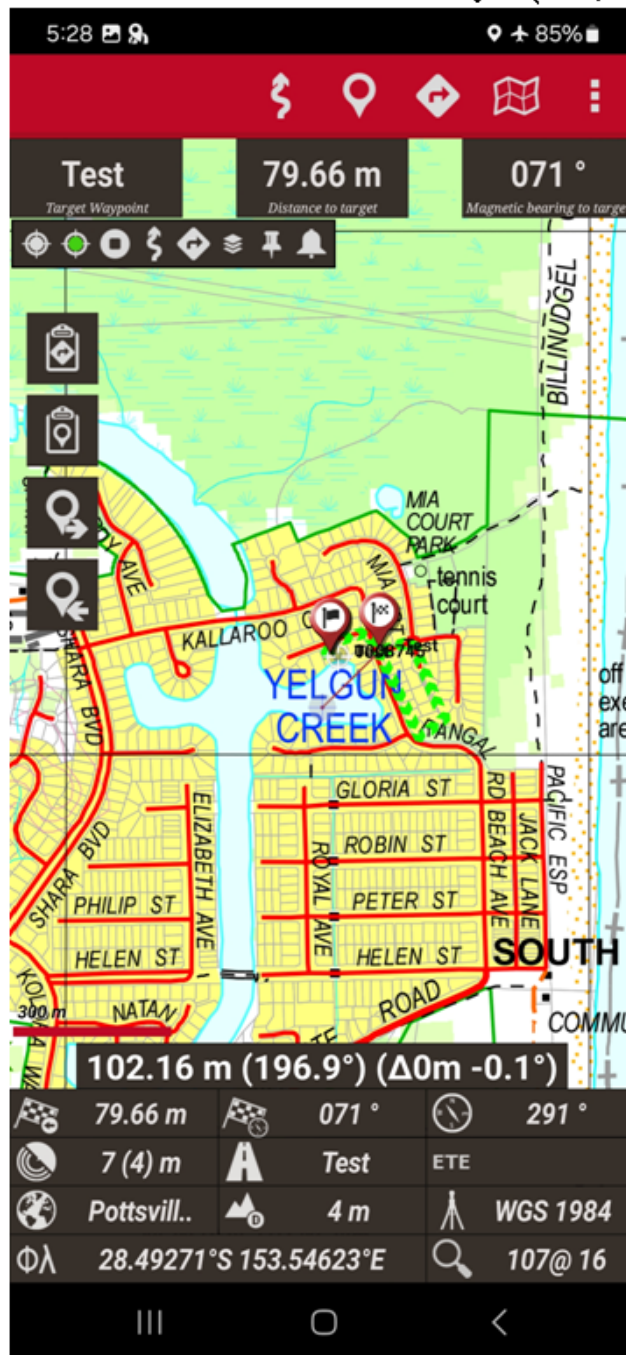 5:28
85%
Test
Target Waypoint
79.66 m
Distance to target
071 °
Magnetic bearing to targe
BILLINUDGEL
MIA
COURT
PARK
tennis
court
MIA
AVE
KALLAROO
Test
YELGUN
CREEK
off
exe
are
SHARA BVD
RANGAL
RD
GLORIA ST
ROBIN ST
PETER ST
HELEN ST
ELIZABETH AVE
ROYAL AVE
BEACH AVE
JACK LANE
PACIFIC ESP
SHARA BVD
PHILIP ST
HELEN ST
SOUTH
NATAN
ROAD
COMMU
300 m
102.16 m (196.9°) (Δ0m -0.1°)
79.66 m 071 ° 291 °
7 (4) m Test ETE
Pottsvill.. 4 m WGS 1984
Φλ 28.49271°S 153.54623°E 107@ 16